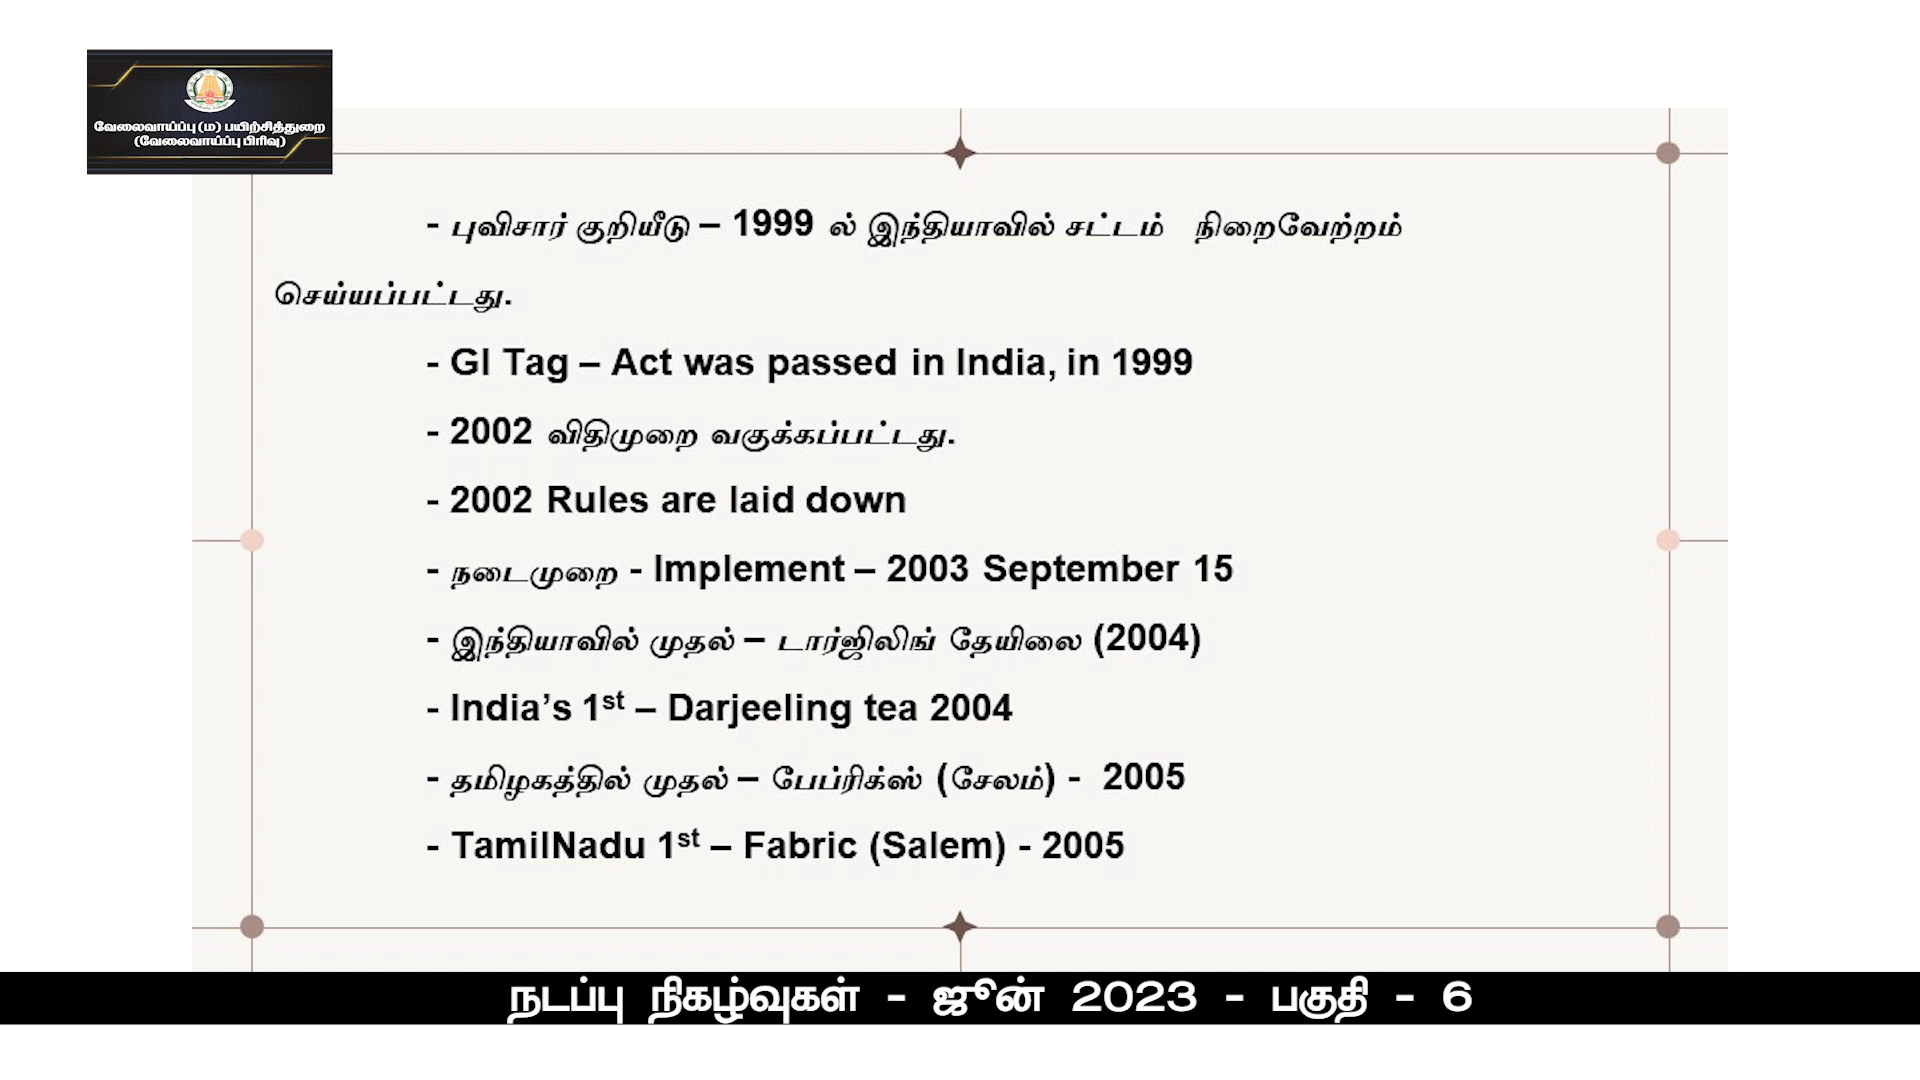 வேலைவாய்ப்பு (ம) பயிற்சித்துறை
(வேலைவாய்ப்பு பிரிவு)
- புவிசார் குறியீடு – 1999 ல் இந்தியாவில் சட்டம் நிறைவேற்றம்
செய்யப்பட்டது.
- GI Tag – Act was passed in India, in 1999
- 2002 விதிமுறை வகுக்கப்பட்டது.
- 2002 Rules are laid down
- நடைமுறை - Implement – 2003 September 15
- இந்தியாவில் முதல் – டார்ஜிலிங் தேயிலை (2004)
- India’s 1st – Darjeeling tea 2004
- தமிழகத்தில் முதல் – பேப்ரிக்ஸ் (சேலம்) - 2005
- TamilNadu 1st – Fabric (Salem) - 2005
நடப்பு நிகழ்வுகள் - ஜூன் 2023 - பகுதி - 6